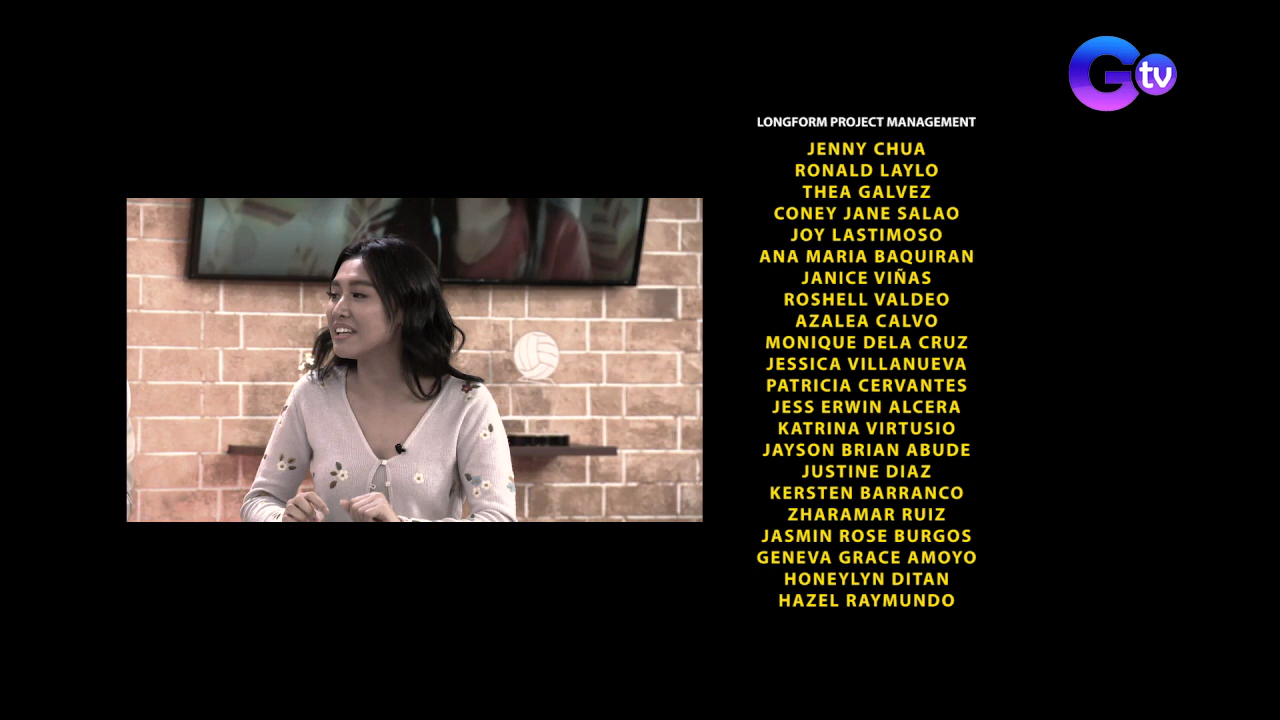 Gtv
LONGFORM PROJECT MANAGEMENT
JENNY CHUA
RONALD LAYLO
THEA GALVEZ
CONEY JANE SALAO
JOY LASTIMOSO
ANA MARIA BAQUIRAN
JANICE VIÑAS
ROSHELL VALDEO
AZALEA CALVO
MONIQUE DELA CRUZ
JESSICA VILLANUEVA
PATRICIA CERVANTES
JESS ERWIN ALCERA
KATRINA VIRTUSIO
JAYSON BRIAN ABUDE
JUSTINE DIAZ
KERSTEN BARRANCO
ZHARAMAR RUIZ
JASMIN ROSE BURGOS
GENEVA GRACE AMOYO
HONEYLYN DITAN
HAZEL RAYMUNDO